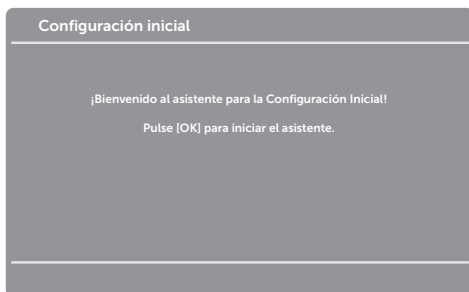 Configuración inicial
¡Bienvenido al asistente para la Configuración Inicial!
Pulse [OK] para iniciar el asistente.